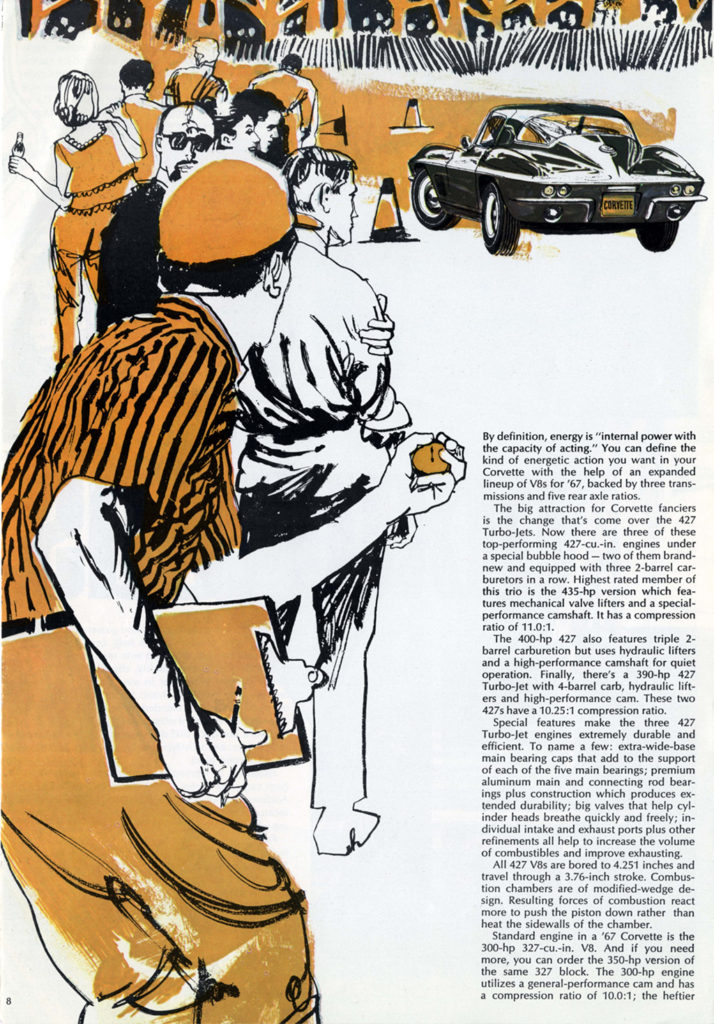 CORVETTE
By definition, energy is "internal power with
the capacity of acting." You can define the
kind of energetic action you want in your
Corvette with the help of an expanded
lineup of V8s for '67, backed by three trans-
missions and five rear axle ratios.
The big attraction for Corvette fanciers
is the change that's come over the 427
Turbo-Jets. Now there are three of these
top-performing 427-cu.-in. engines under
a special bubble hood — two of them brand-
new and equipped with three 2-barrel car-
buretors in a row. Highest rated member of
this trio is the 435-hp version which fea-
tures mechanical valve lifters and a special-
performance camshaft. It has a compression
ratio of 11.0:1.
The 400-hp 427 also features triple 2-
barrel carburetion but uses hydraulic lifters
and a high-performance camshaft for quiet
operation. Finally, there's a 390-hp 427
Turbo-Jet with 4-barrel carb, hydraulic lift-
ers and high-performance cam. These two
427s have a 10.25:1 compression ratio.
Special features make the three 427
Turbo-Jet engines extremely durable and
efficient. To name a few: extra-wide-base
main bearing caps that add to the support
of each of the five main bearings; premium
aluminum main and connecting rod bear-
ings plus construction which produces ex-
tended durability; big valves that help cyl-
inder heads breathe quickly and freely; in-
dividual intake and exhaust ports plus other
refinements all help to increase the volume
of combustibles and improve exhausting.
All 427 V8s are bored to 4.251 inches and
travel through a 3.76-inch stroke. Combus-
tion chambers are of modified-wedge de-
sign. Resulting forces of combustion react
more to push the piston down rather than
heat the sidewalls of the chamber.
Standard engine in a '67 Corvette is the
300-hp 327-cu.-in. V8. And if you need
more, you can order the 350-hp version of
the same 327 block. The 300-hp engine
utilizes a general-performance cam and has
a compression ratio of 10.0:1; the heftier
8